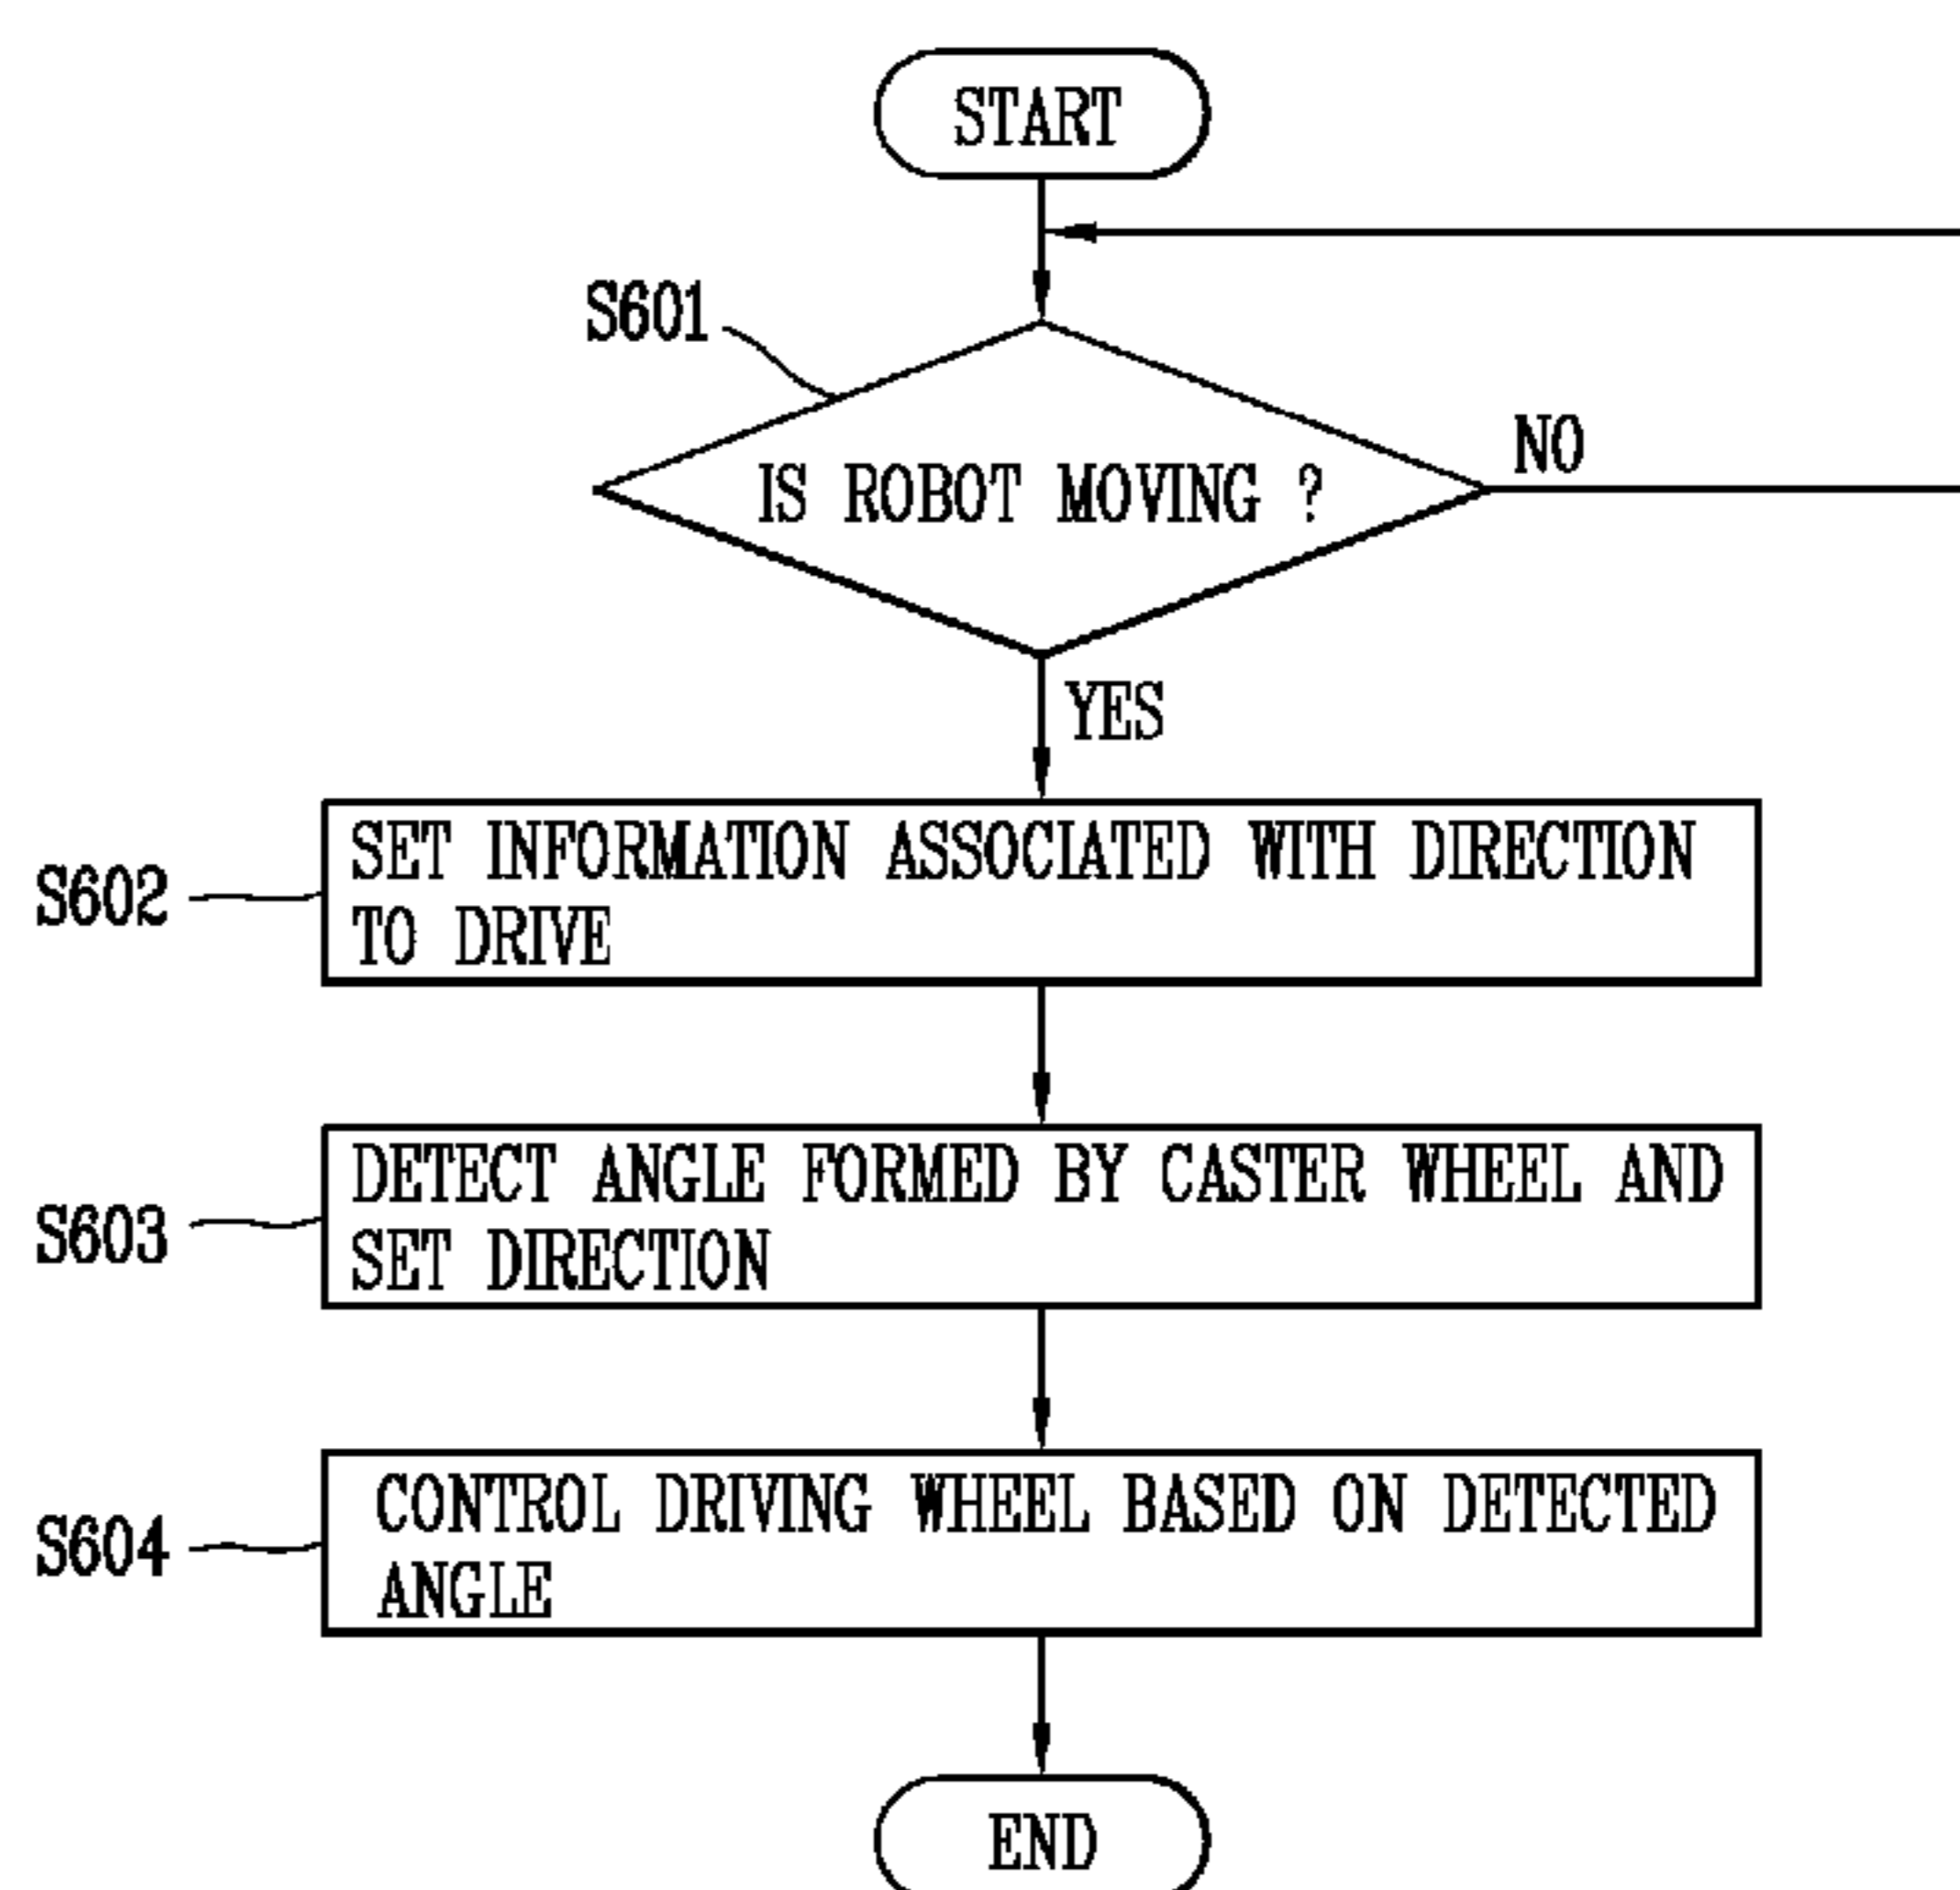 START
S601
IS ROBOT MOVING ?
NO
YES
S602
SET INFORMATION ASSOCIATED WITH DIRECTION
TO DRIVE
S603
DETECT ANGLE FORMED BY CASTER WHEEL AND
SET DIRECTION
S604
CONTROL DRIVING WHEEL BASED ON DETECTED
ANGLE
END